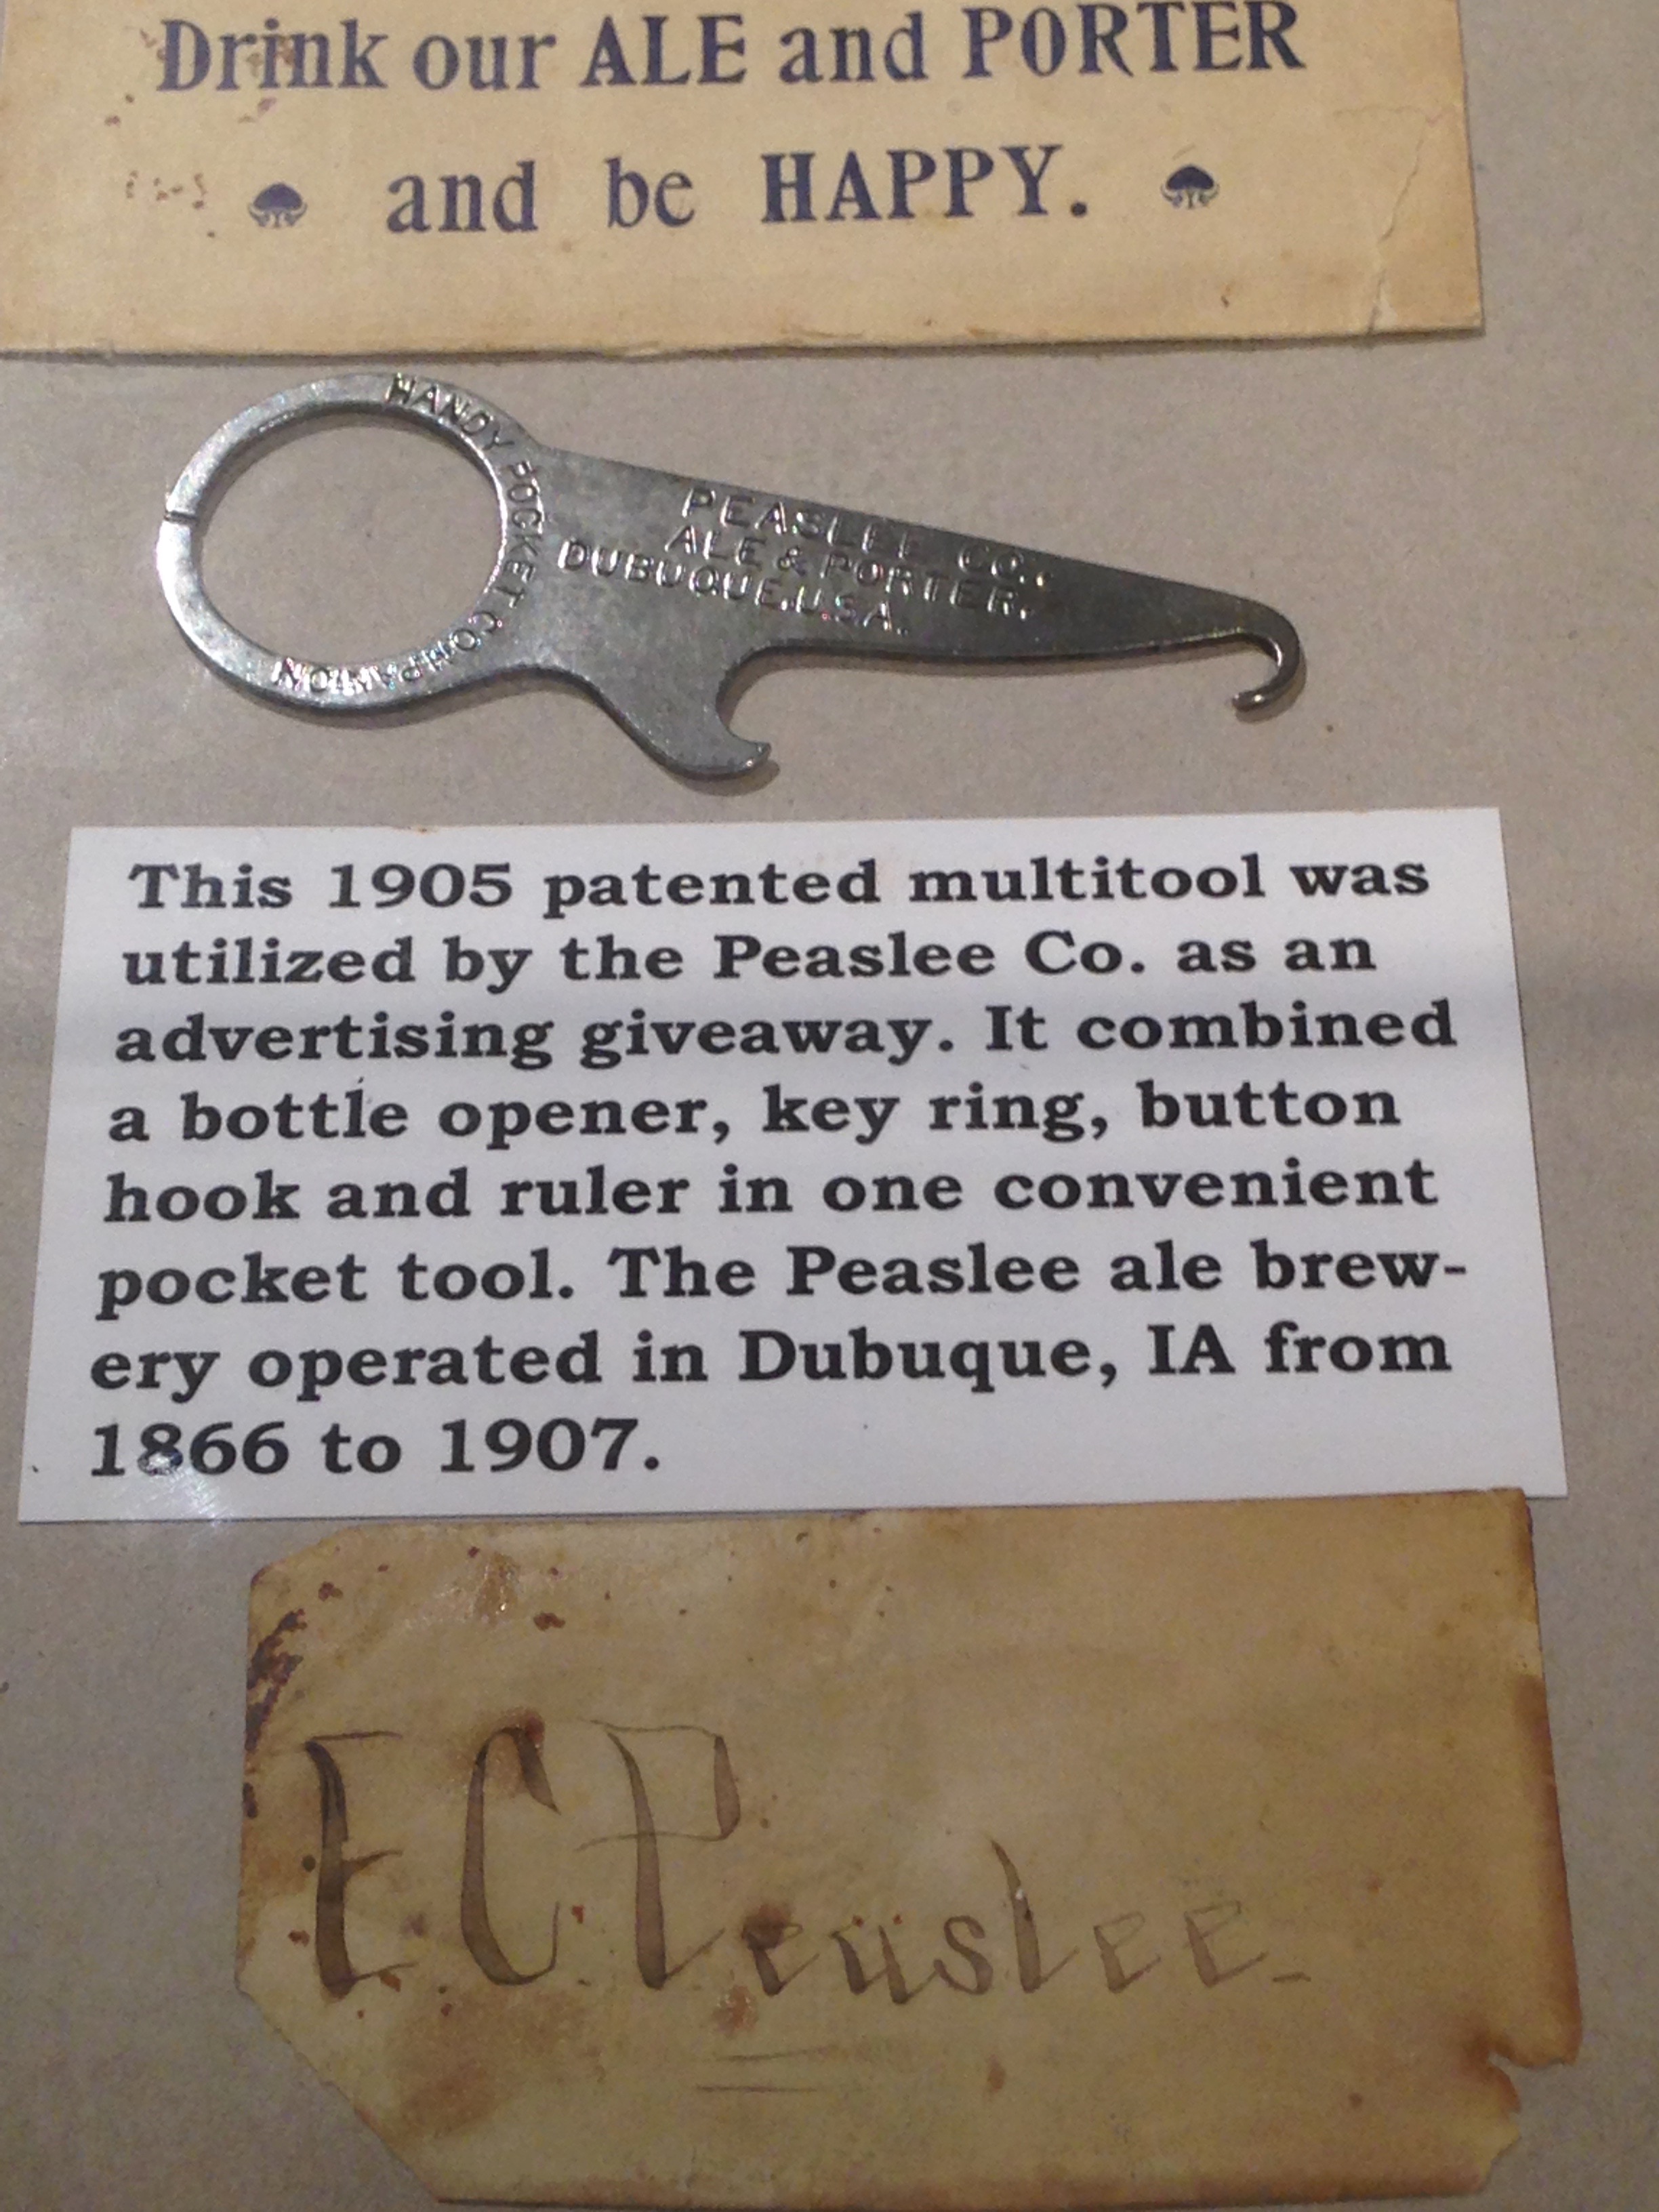 Drink our ALE and PORTER
and be HAPPY.
HANDY POCKET COMPANION
PEASLEE CO.
ALE & PORTER,
DUBUQUE, U.S.A.
This 1905 patented multitool was
utilized by the Peaslee Co. as an
advertising giveaway. It combined
a bottle opener, key ring, button
hook and ruler in one convenient
pocket tool. The Peaslee ale brew-
ery operated in Dubuque, IA from
1866 to 1907.
E.C. Peaslee